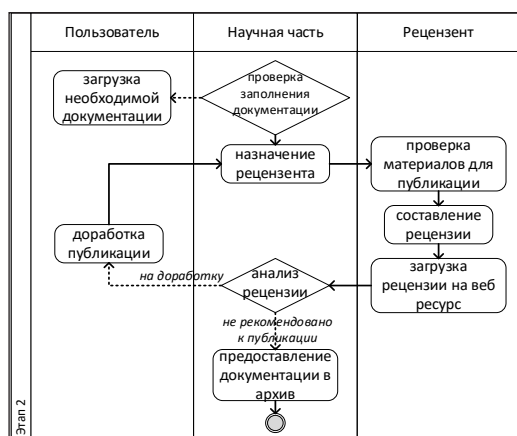 Пользователь
Научная часть
Рецензент
загрузка
необходимой
документации
проверка
заполнения
документации
назначение
рецензента
проверка
материалов для
публикации
составление
рецензии
загрузка
рецензии на веб
ресурс
доработка
публикации
на доработку
анализ
рецензии
не рекомендовано
к публикации
предоставление
документации в
архив
Этап 2